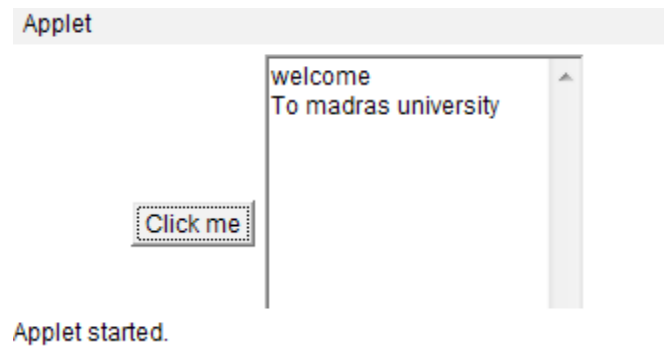 Applet
welcome
To madras university
Click me
Applet started.